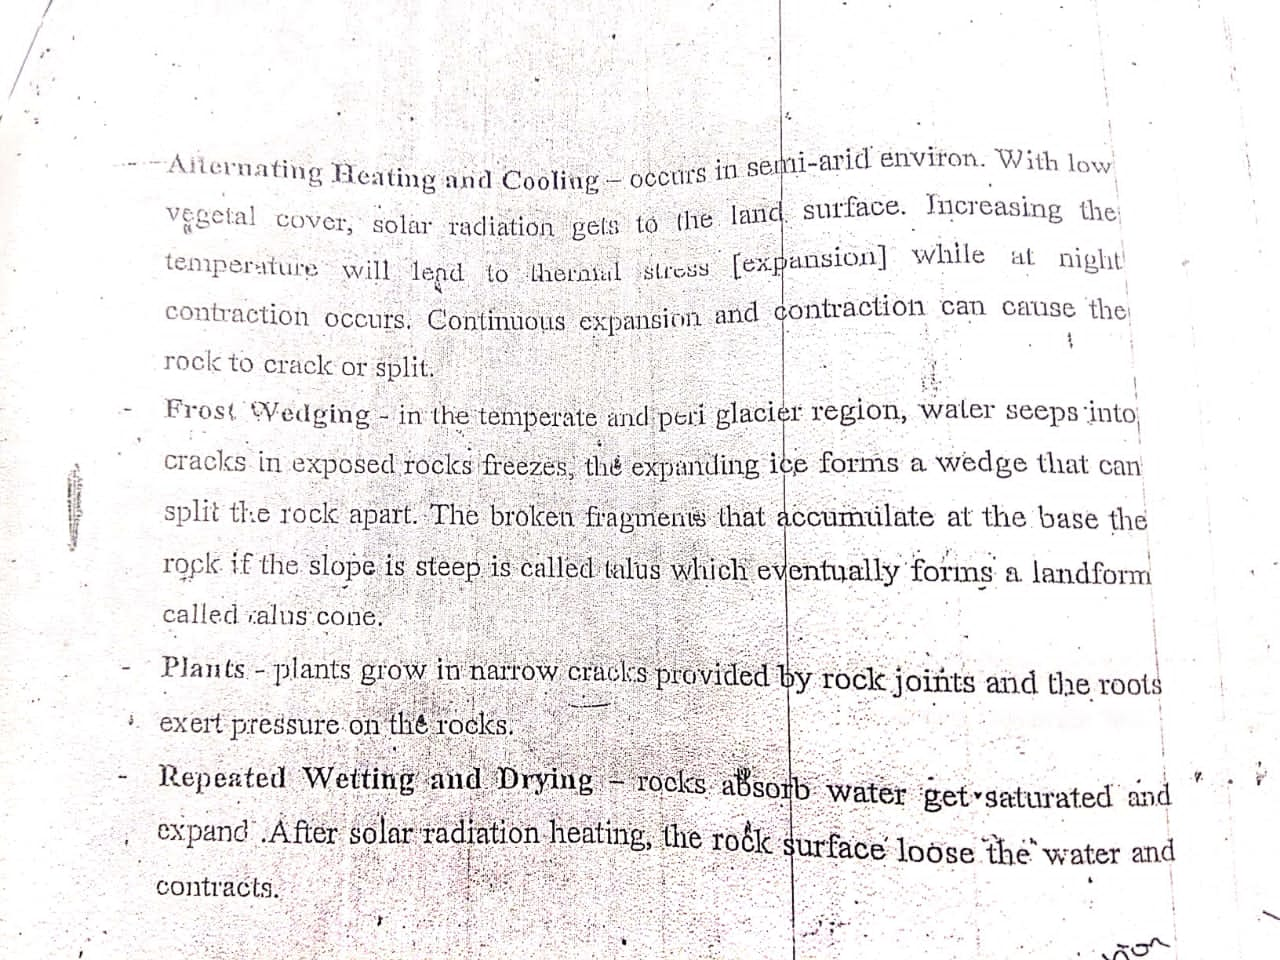 - Alternating Heating and Cooling – occurs in semi-arid environ. With low
vegetal cover, solar radiation gets to the land surface. Increasing the
temperature will lend to thermal stress [expansion] while at night
contraction occurs. Continuous expansion and contraction can cause the
rock to crack or split.
- Frost Wedging - in the temperate and peri glacier region, water seeps into
cracks in exposed rocks freezes, the expanding ice forms a wedge that can
split the rock apart. The broken fragments that accumulate at the base the
rock if the slope is steep is called talus which eventually forms a landform
called talus cone.
- Plants - plants grow in narrow cracks provided by rock joints and the roots
exert pressure on the rocks.
- Repeated Wetting and Drying – rocks absorb water get saturated and
expand .After solar radiation heating, the rock surface loose the water and
contracts.